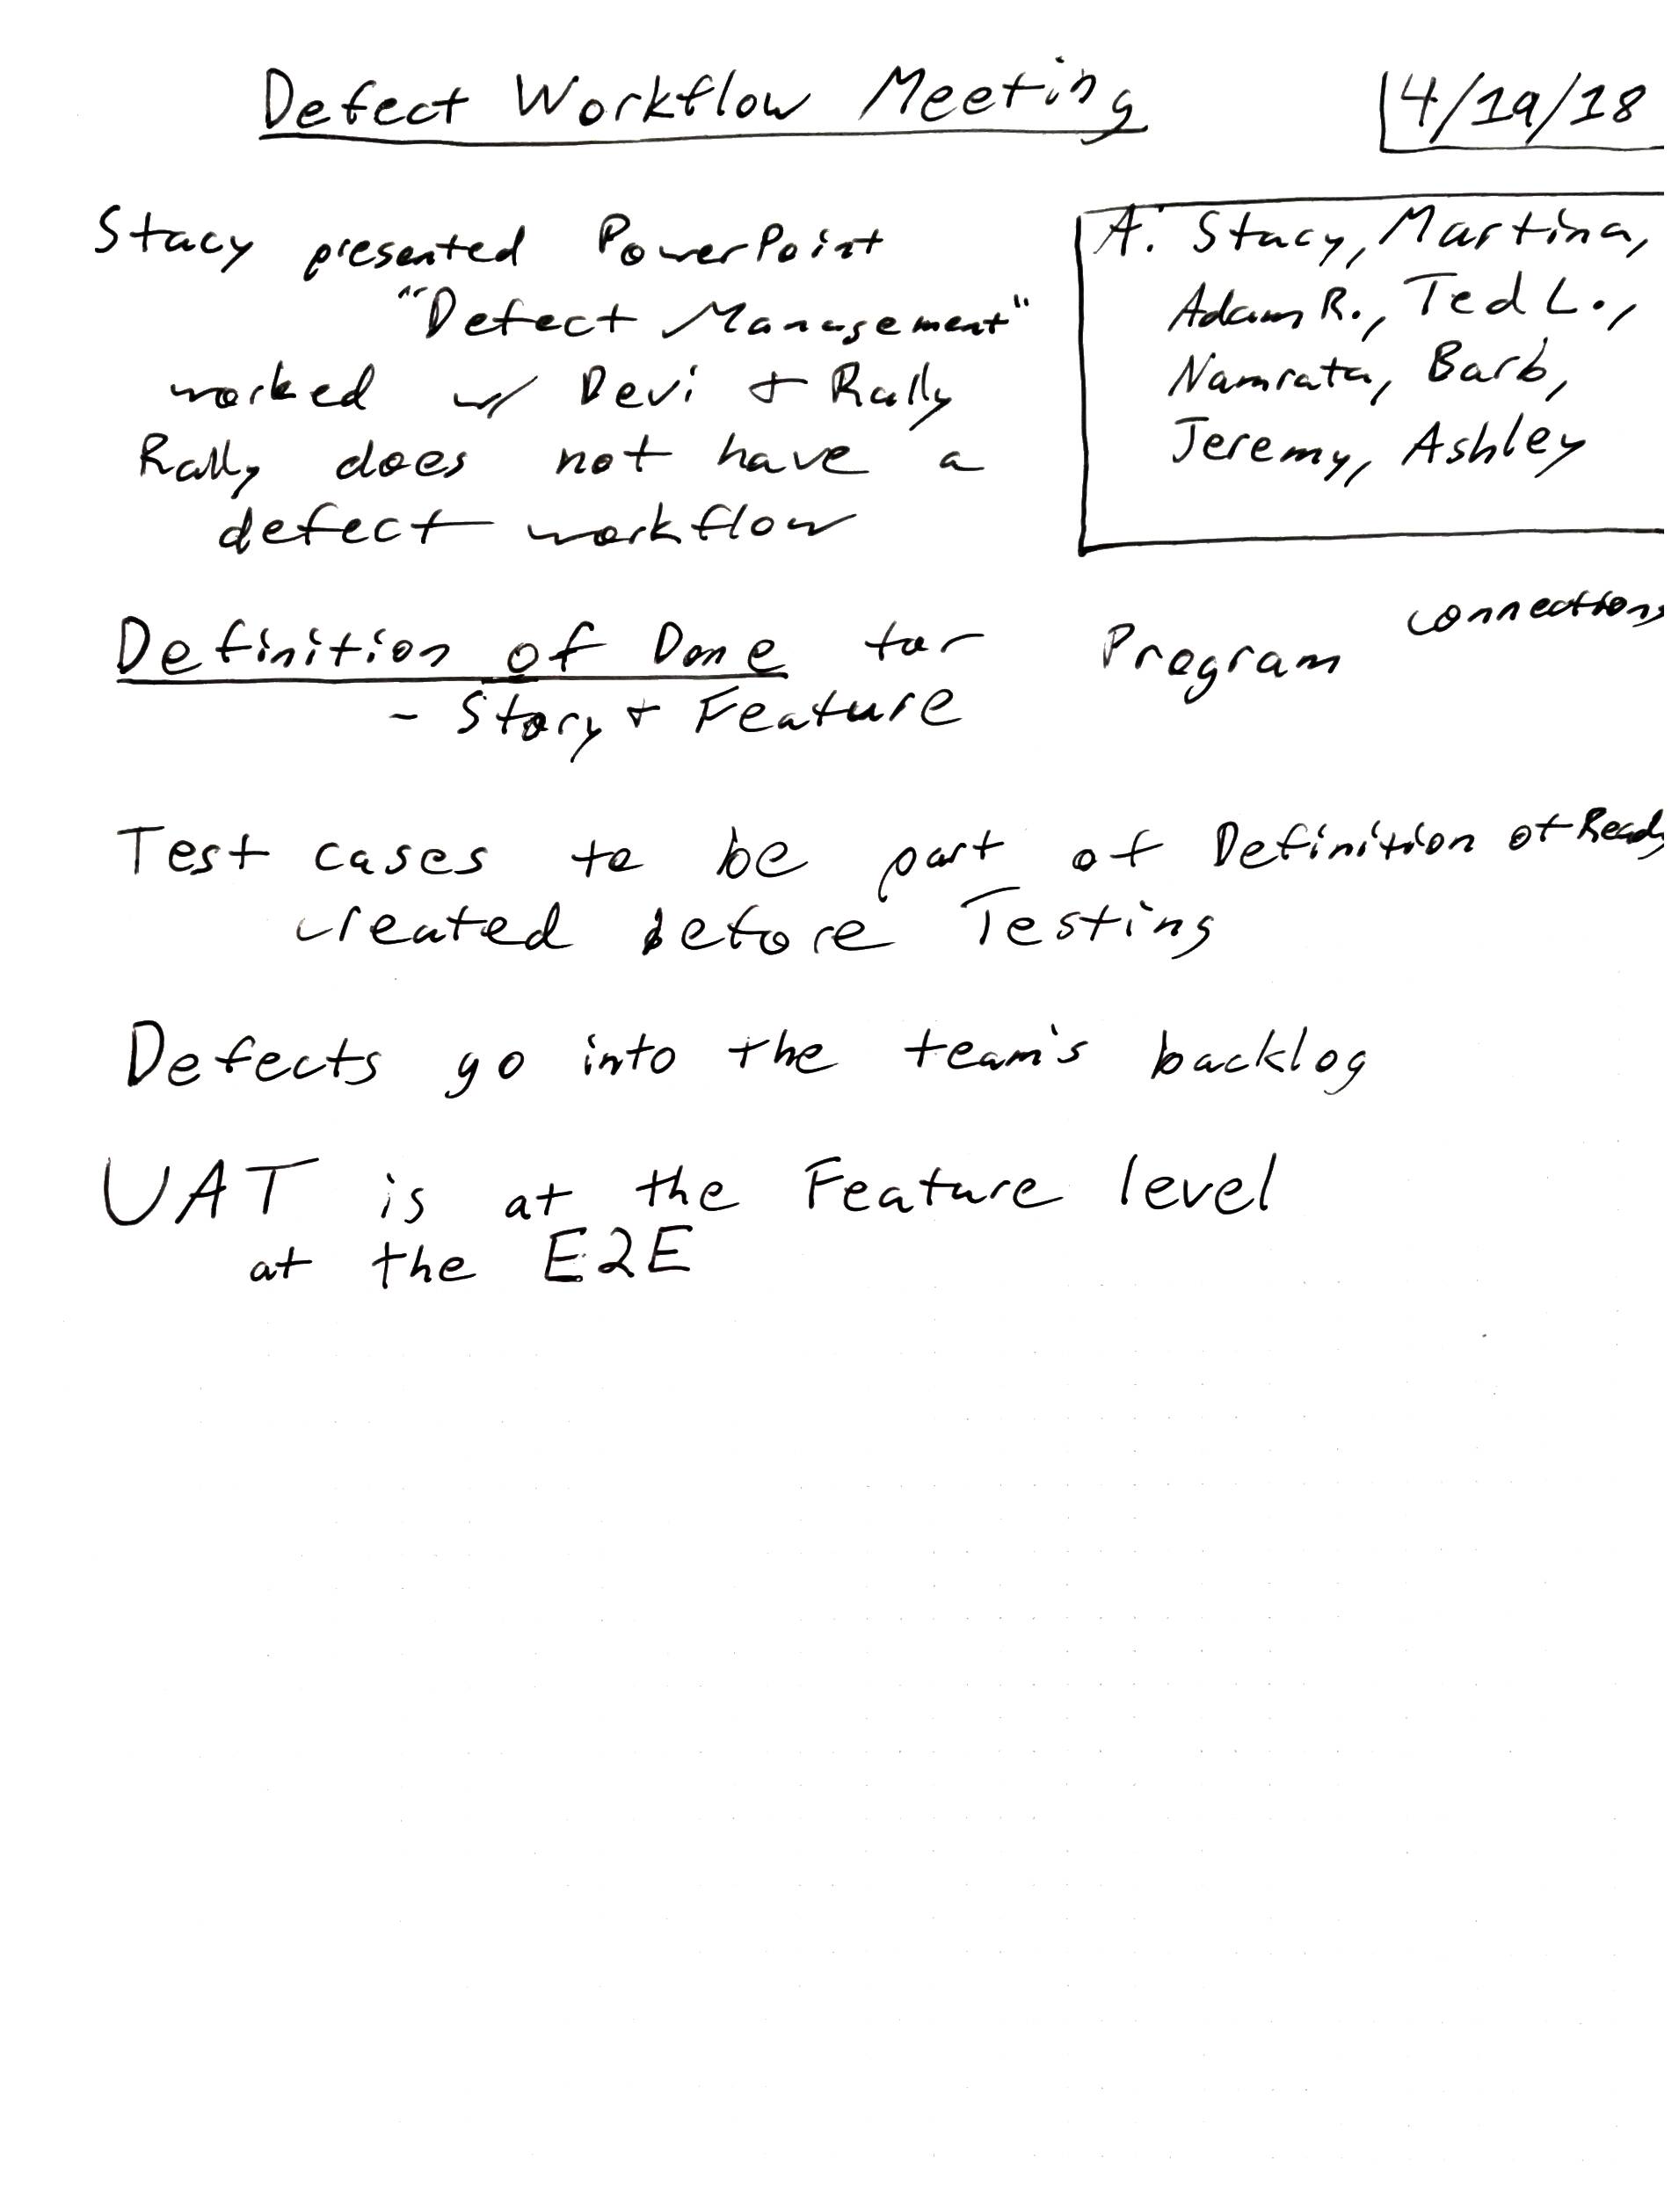 Defect Workflow Meeting
4/19/18
Stacy presented PowerPoint
"Defect Management"
worked w/ Devi + Rally
Rally does not have a
defect workflow
A: Stacy, Martina,
Adam R., Ted L.,
Namrata, Barb,
Jeremy, Ashley
Definition of Done for Program connections
- Story + Feature
Test cases to be part of Definition of Ready
created before Testing
Defects go into the team's backlog
UAT is at the Feature level
at the E2E